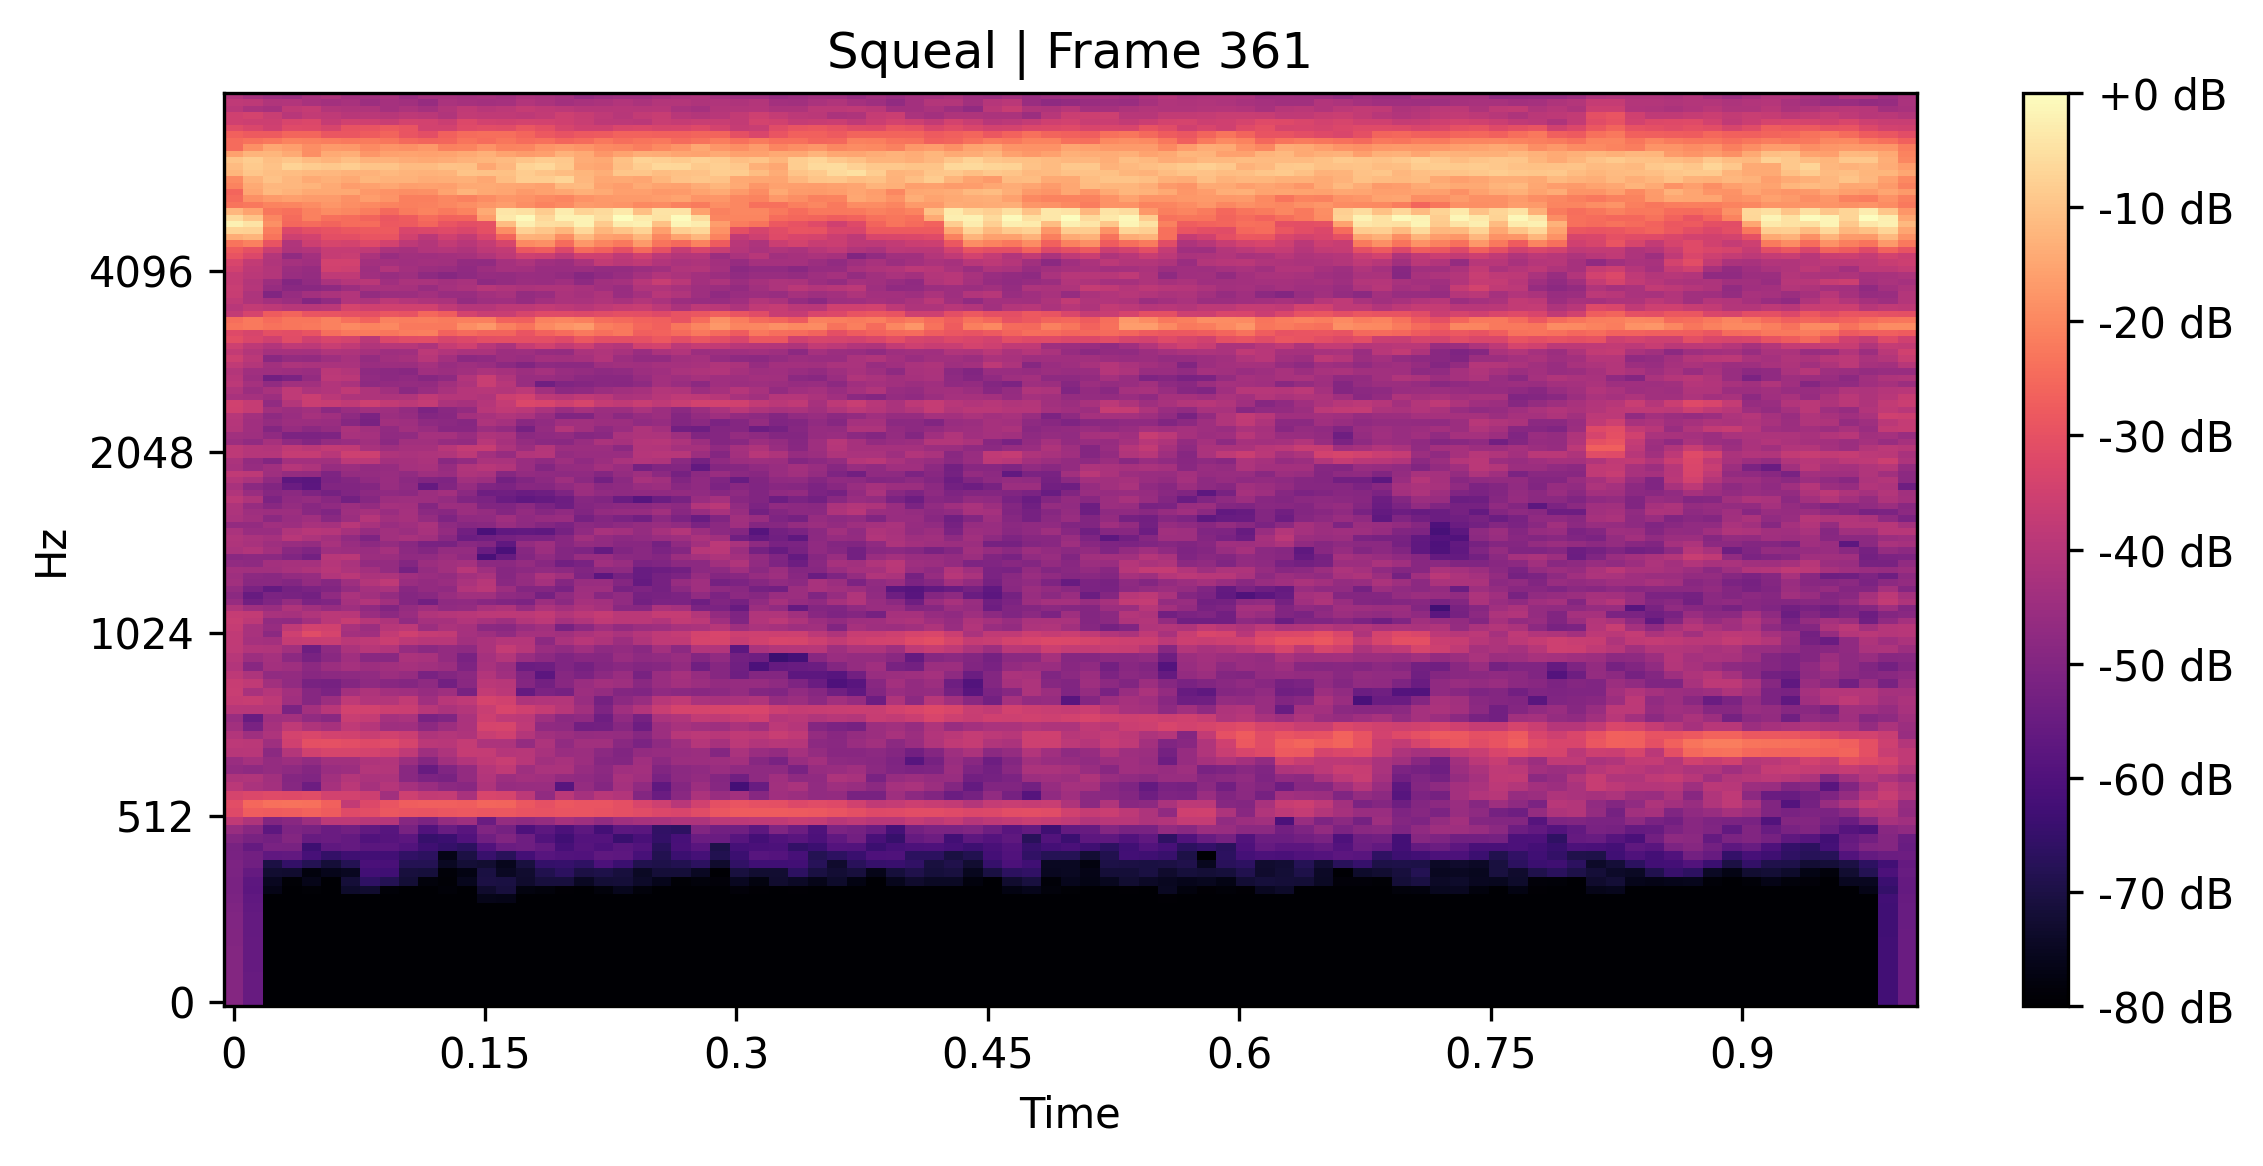 Squeal | Frame 361
+0 dB
-10 dB
-20 dB
-30 dB
-40 dB
-50 dB
-60 dB
-70 dB
-80 dB
Hz
4096
2048
1024
512
0
0 0.15 0.3 0.45 0.6 0.75 0.9
Time